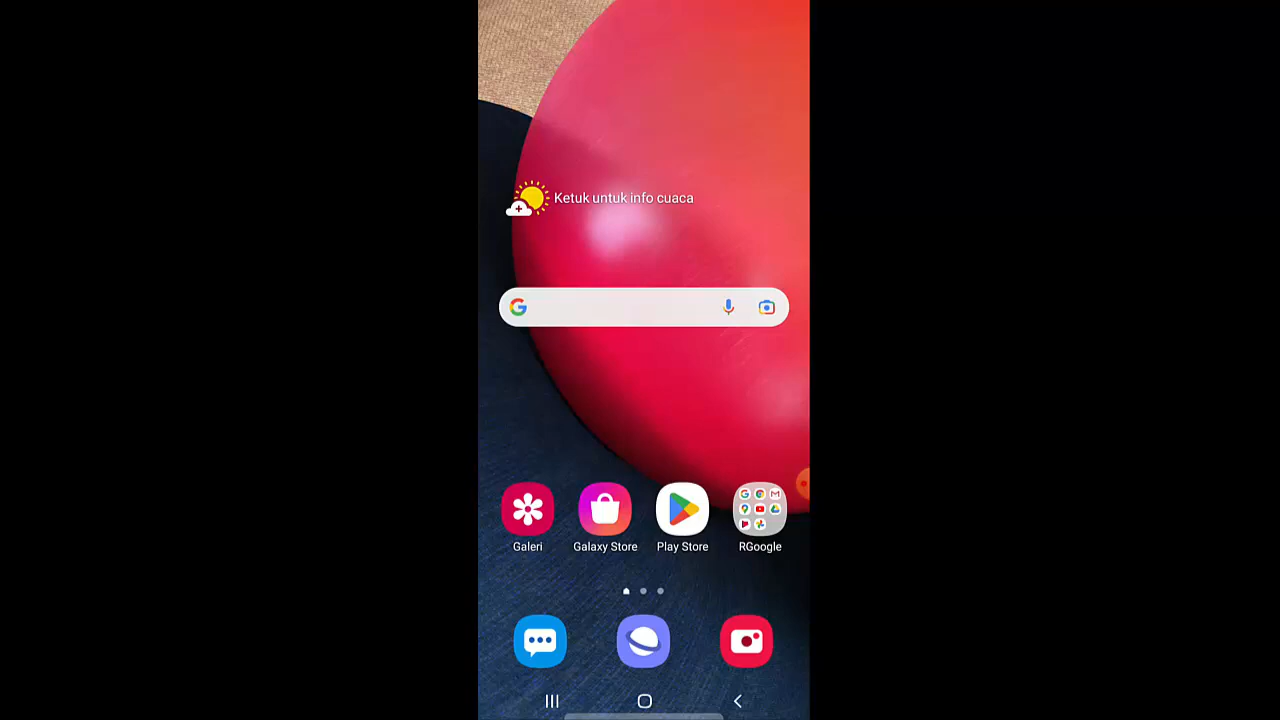 Ketuk untuk info cuaca
Galeri
Galaxy Store
Play Store
RGoogle